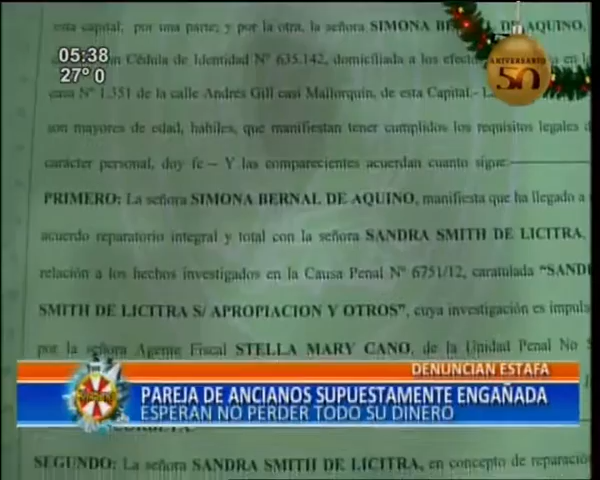 esta capital, por una parte; y por la otra, la señora SIMONA DE AQUINO,
Cédula de Identidad N° 635.142, domiciliada a los en la
casa N° 1.351 de la calle Andrés Gill casi Mallorquín, de esta Capital.-
son mayores de edad, hábiles, que manifiestan tener cumplidos los requisitos legales
carácter personal, doy fe – Y las comparecientes acuerdan cuanto sigue
PRIMERO: La señora SIMONA BERNAL DE AQUINO, manifiesta que ha llegado a
acuerdo reparatorio integral y total con la señora SANDRA SMITH DE LICITRA,
relación a los hechos investigados en la Causa Penal N° 6751/12, caratulada “
SMITH DE LICITRA S/ APROPIACION Y OTROS”, cuya investigación es
por la señora Agente Fiscal STELLA MARY CANO, de la Unidad Penal
SEGUNDO: La señora SANDRA SMITH DE LICITRA, en concepto de
05:38
27° 0
ANIVERSARIO
50
DENUNCIAN ESTAFA
PAREJA DE ANCIANOS SUPUESTAMENTE ENGAÑADA
ESPERAN NO PERDER TODO SU DINERO